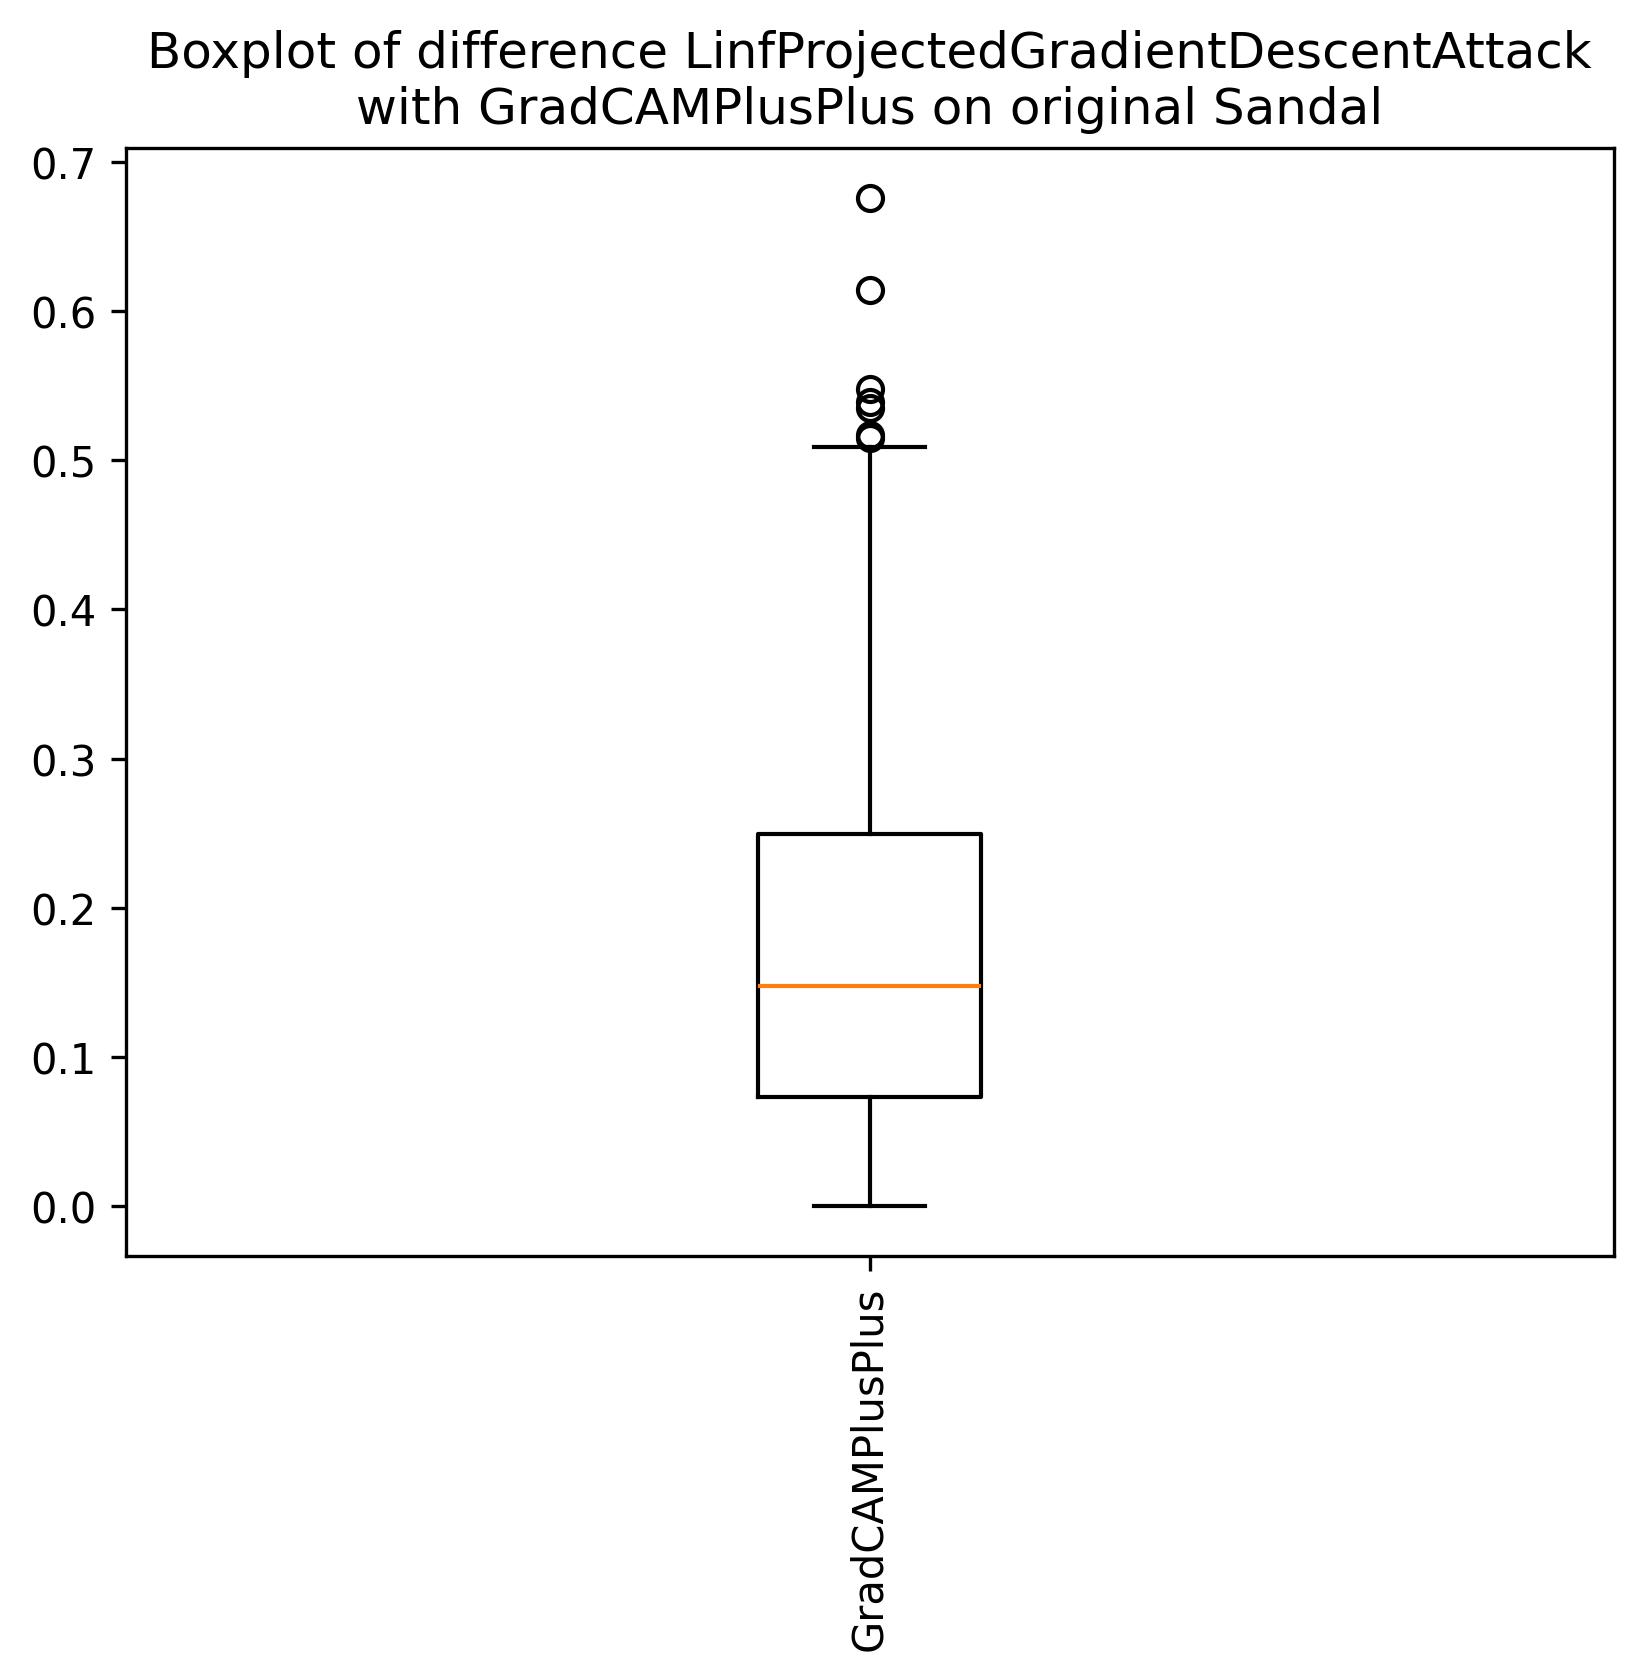 Boxplot of difference LinfProjectedGradientDescentAttack
with GradCAMPlusPlus on original Sandal
0.7
0.6
0.5
0.4
0.3
0.2
0.1
0.0
GradCAMPlusPlus